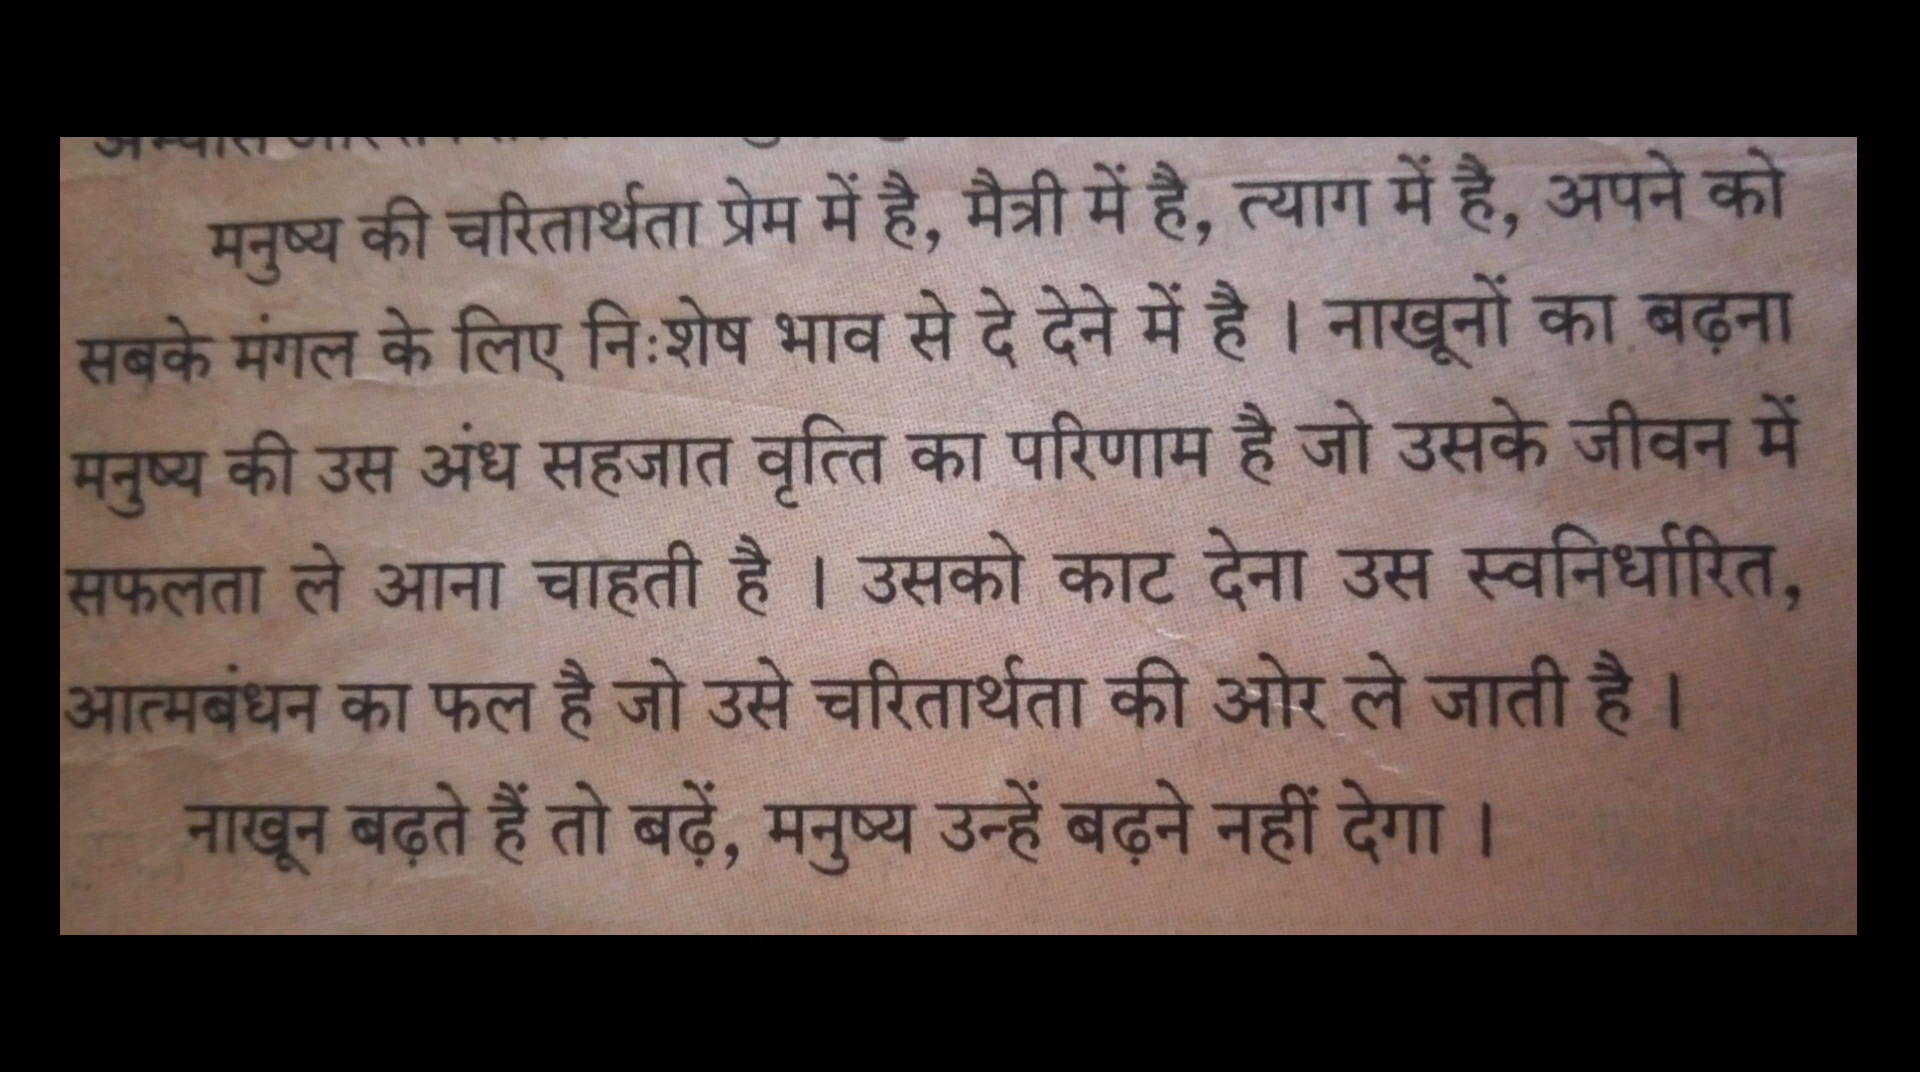 मनुष्य की चरितार्थता प्रेम में है, मैत्री में है, त्याग में है, अपने को
सबके मंगल के लिए निःशेष भाव से दे देने में है । नाखूनों का बढ़ना
मनुष्य की उस अंध सहजात वृत्ति का परिणाम है जो उसके जीवन में
सफलता ले आना चाहती है । उसको काट देना उस स्वनिर्धारित,
आत्मबंधन का फल है जो उसे चरितार्थता की ओर ले जाती है ।
नाखून बढ़ते हैं तो बढ़ें, मनुष्य उन्हें बढ़ने नहीं देगा ।